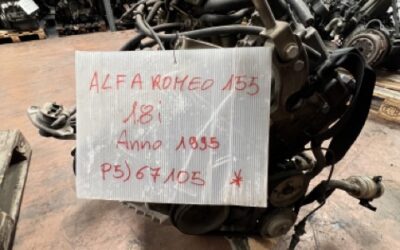 ALFA ROMEO 155
18i
Anno 1995
P5) 67105 *